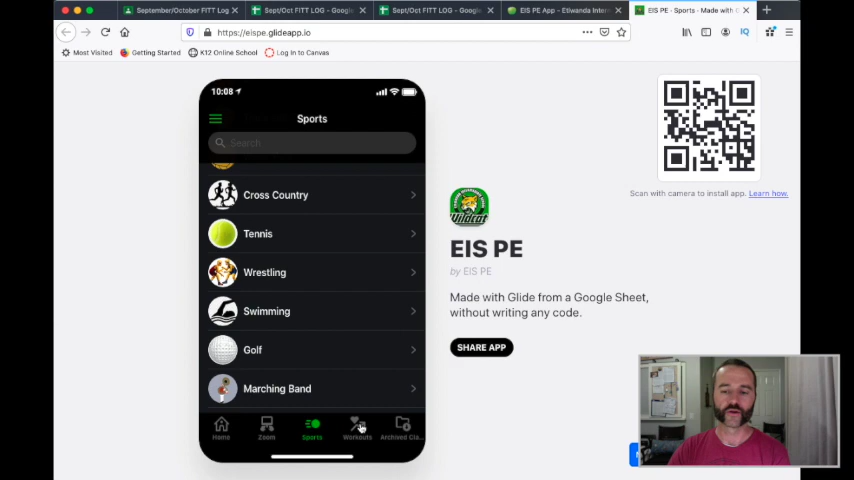 September/October FITT Log
Sept/Oct FITT LOG - Google
Sept/Oct FITT LOG - Google
EIS PE App - Etiwanda Inter
EIS PE - Sports - Made with G
https://eispe.glideapp.io
IQ
Most Visited
Getting Started
K12 Online School
Log In to Canvas
10:08
Sports
Search
Cross Country
Tennis
Wrestling
Swimming
Golf
Marching Band
Home
Zoom
Sports
Workouts
Archived Cla...
Scan with camera to install app. Learn how.
Wildcat
EIS PE
by EIS PE
Made with Glide from a Google Sheet,
without writing any code.
SHARE APP